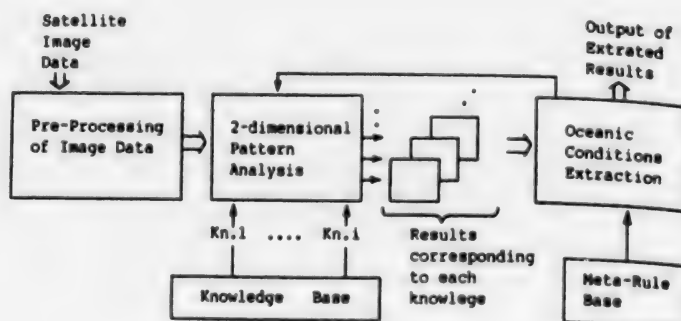 Satellite
Image
Data
Output of
Extrated
Results
Pre-Processing
of Image Data
2-dimensional
Pattern
Analysis
Oceanic
Conditions
Extraction
Kn.1 .... Kn.i
Results
corresponding
to each
knowlege
Knowledge Base
Meta-Rule
Base